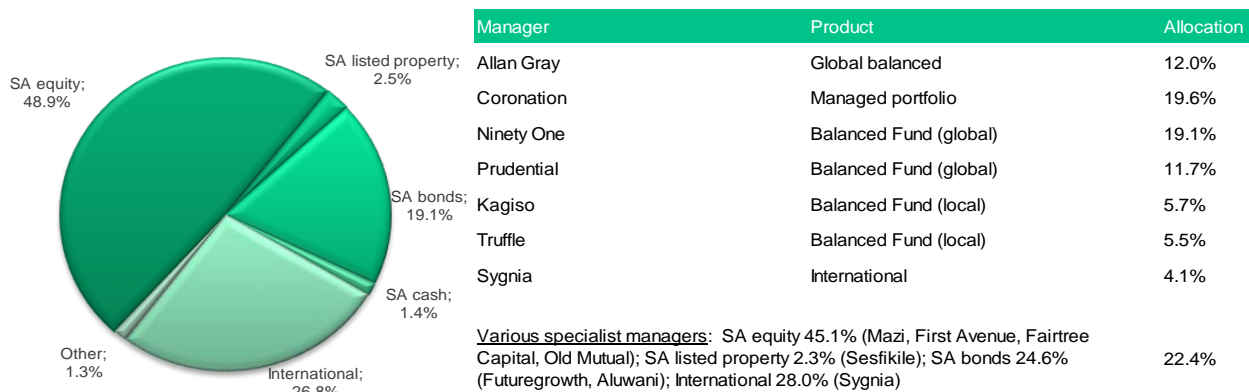 SA equity;
48.9%
SA listed property;
2.5%
SA bonds;
19.1%
SA cash;
1.4%
International;
26.8%
Other;
1.3%
Manager Product Allocation
Allan Gray Global balanced 12.0%
Coronation Managed portfolio 19.6%
Ninety One Balanced Fund (global) 19.1%
Prudential Balanced Fund (global) 11.7%
Kagiso Balanced Fund (local) 5.7%
Truffle Balanced Fund (local) 5.5%
Sygnia International 4.1%
Various specialist managers: SA equity 45.1% (Mazi, First Avenue, Fairtree
Capital, Old Mutual); SA listed property 2.3% (Sesfikile); SA bonds 24.6% 22.4%
(Futuregrowth, Aluwani); International 28.0% (Sygnia)